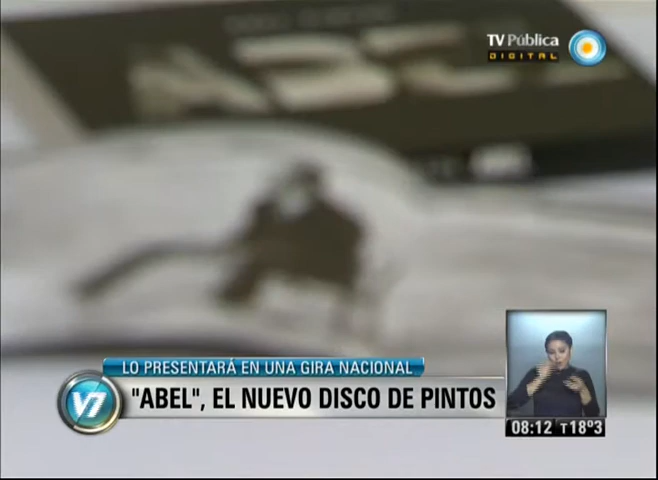 TV Pública
DIGITAL
ABEL
LO PRESENTARÁ EN UNA GIRA NACIONAL
V7
"ABEL", EL NUEVO DISCO DE PINTOS
08:12 T18°3